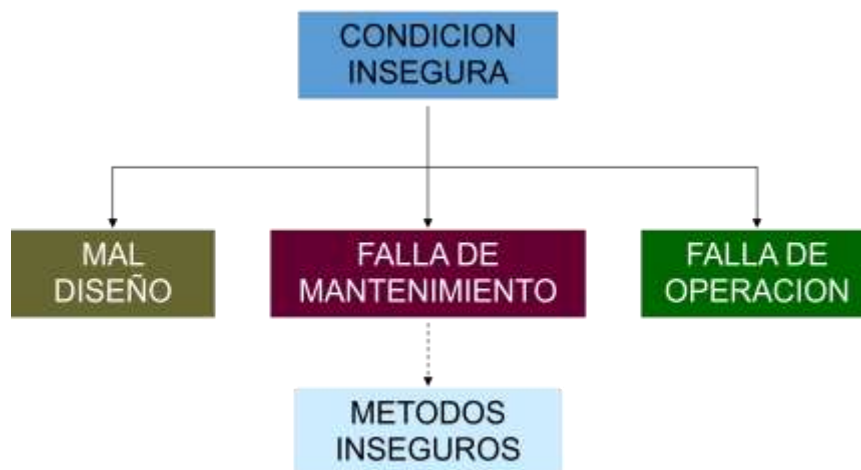 CONDICION
INSEGURA
MAL
DISEÑO
FALLA DE
MANTENIMIENTO
FALLA DE
OPERACION
METODOS
INSEGUROS